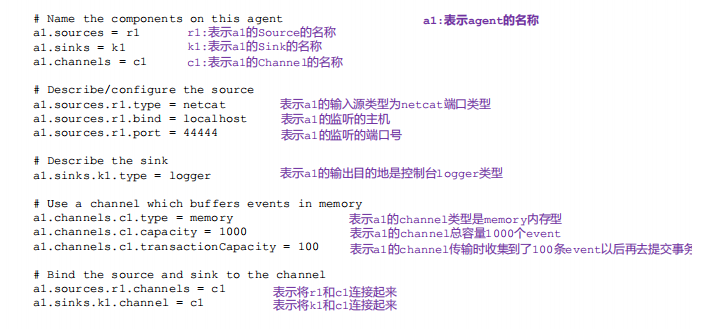 # Name the components on this agent a1:表示agent的名称
a1.sources = r1 r1:表示a1的Source的名称
a1.sinks = k1 k1:表示a1的Sink的名称
a1.channels = c1 c1:表示a1的Channel的名称
# Describe/configure the source
a1.sources.r1.type = netcat 表示a1的输入源类型为netcat端口类型
a1.sources.r1.bind = localhost 表示a1的监听的主机
a1.sources.r1.port = 44444 表示a1的监听的端口号
# Describe the sink
a1.sinks.k1.type = logger 表示a1的输出目的地是控制台logger类型
# Use a channel which buffers events in memory
a1.channels.c1.type = memory 表示a1的channel类型是memory内存型
a1.channels.c1.capacity = 1000 表示a1的channel总容量1000个event
a1.channels.c1.transactionCapacity = 100 表示a1的channel传输时收集到了100条event以后再去提交事务
# Bind the source and sink to the channel
a1.sources.r1.channels = c1 表示将r1和c1连接起来
a1.sinks.k1.channel = c1 表示将k1和c1连接起来